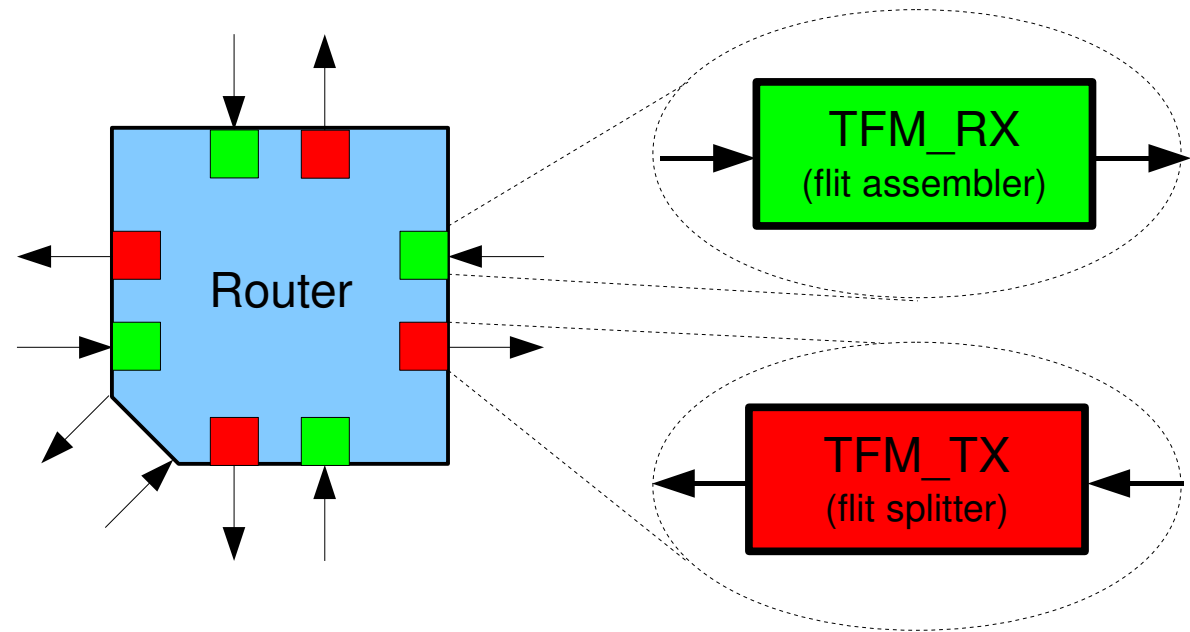 Router
TFM_RX
(flit assembler)
TFM_TX
(flit splitter)